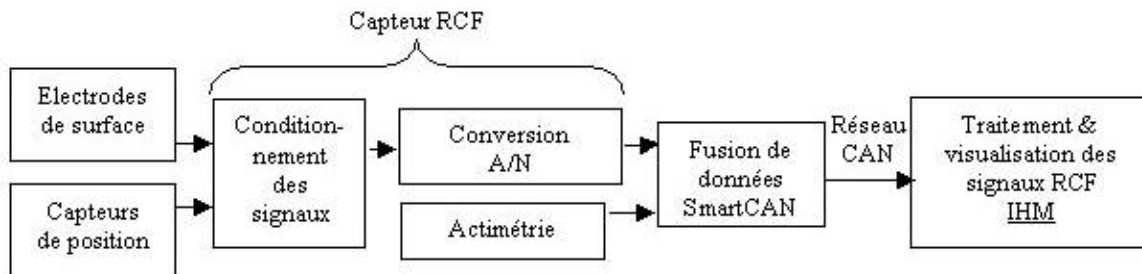 Capteur RCF
Electrodes
de surface
Capteurs
de position
Condition-
nement
des
signaux
Conversion
A/N
Actimétrie
Fusion de
données
SmartCAN
Réseau
CAN
Traitement &
visualisation des
signaux RCF
IHM